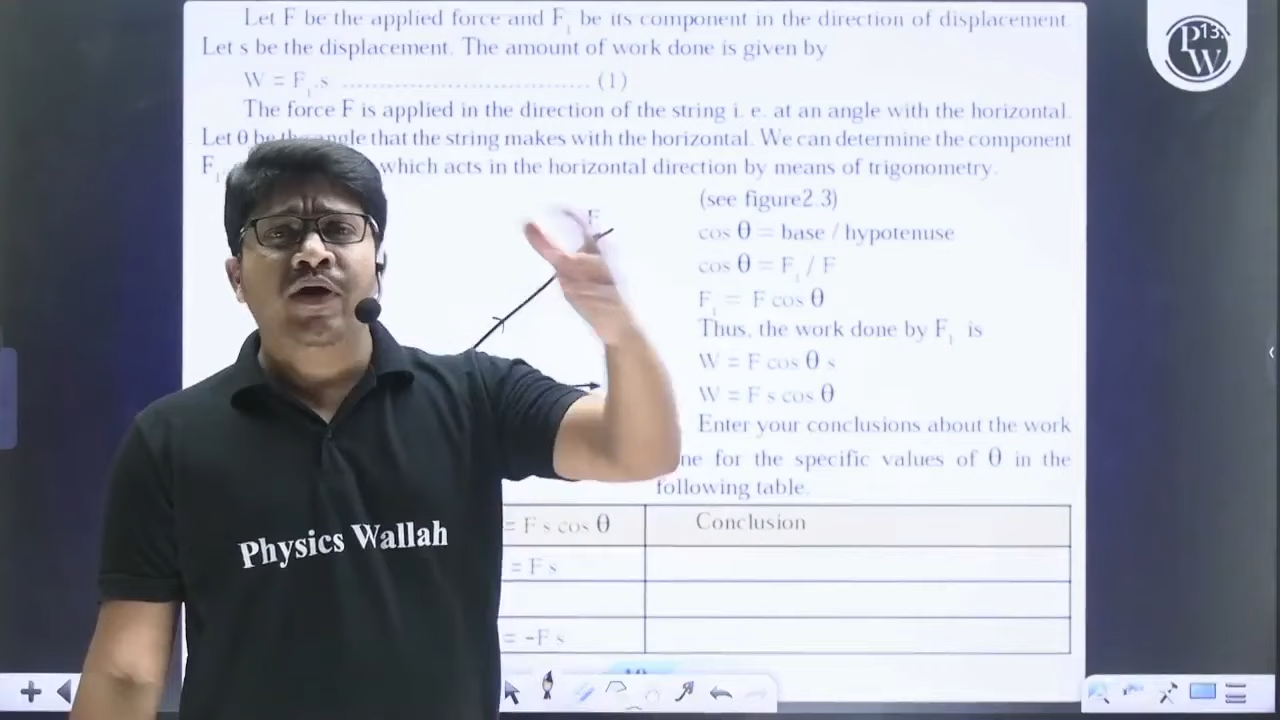 Let F be the applied force and F1 be its component in the direction of displacement.
Let s be the displacement. The amount of work done is given by
W = F1.s .................................... (1)
The force F is applied in the direction of the string i. e. at an angle with the horizontal.
Let θ be the angle that the string makes with the horizontal. We can determine the component
F1, which acts in the horizontal direction by means of trigonometry.
(see figure2.3)
F
cos θ = base / hypotenuse
cos θ = F1 / F
F1 = F cos θ
Thus, the work done by F1 is
W = F cos θ s
W = F s cos θ
Enter your conclusions about the work
ne for the specific values of θ in the
following table.
= F s cos θ
Conclusion
= F s
= -F s
Physics Wallah
PW
13.